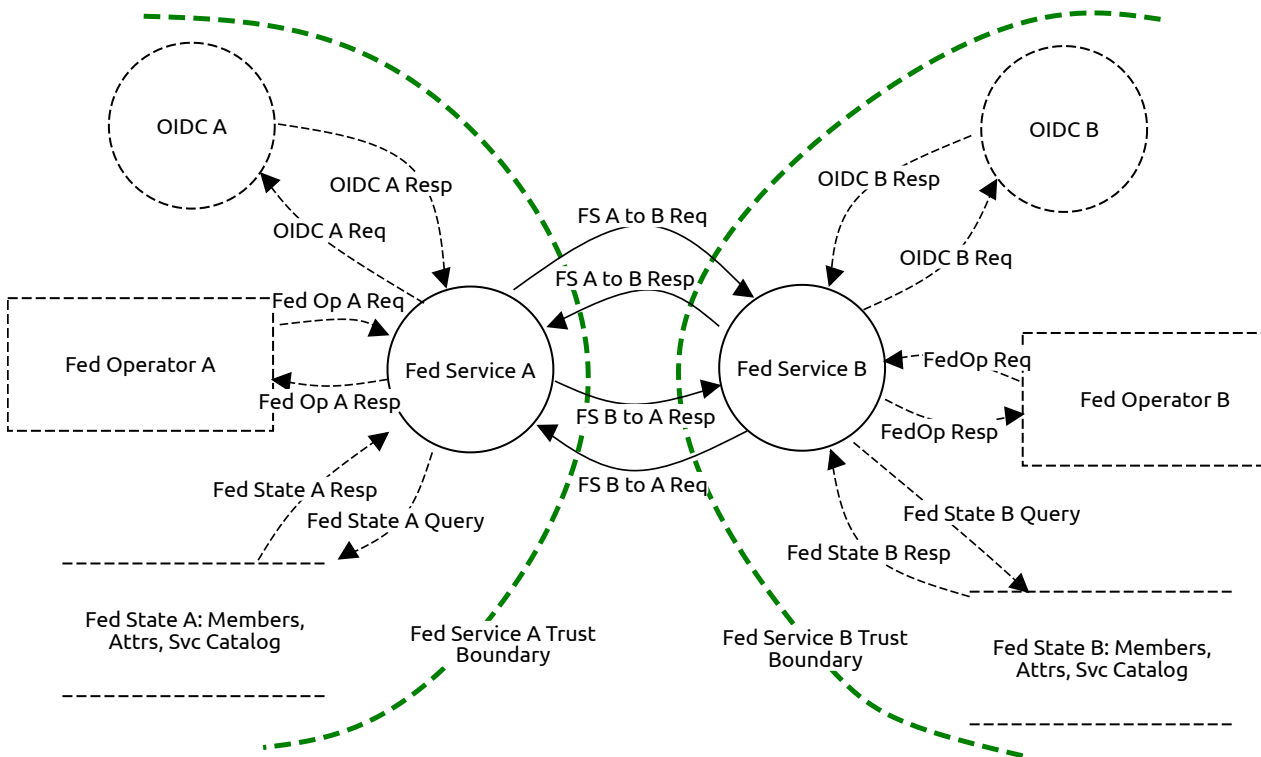 OIDC A
OIDC B
OIDC A Resp
OIDC B Resp
FS A to B Req
OIDC A Req
OIDC B Req
FS A to B Resp
Fed Op A Req
Fed Operator A
Fed Service A
Fed Service B
FedOp Req
Fed Operator B
Fed Op A Resp
FS B to A Resp
FedOp Resp
Fed State A Resp
FS B to A Req
Fed State A Query
Fed State B Query
Fed State B Resp
Fed State A: Members,
Attrs, Svc Catalog
Fed Service A Trust
Boundary
Fed Service B Trust
Boundary
Fed State B: Members,
Attrs, Svc Catalog